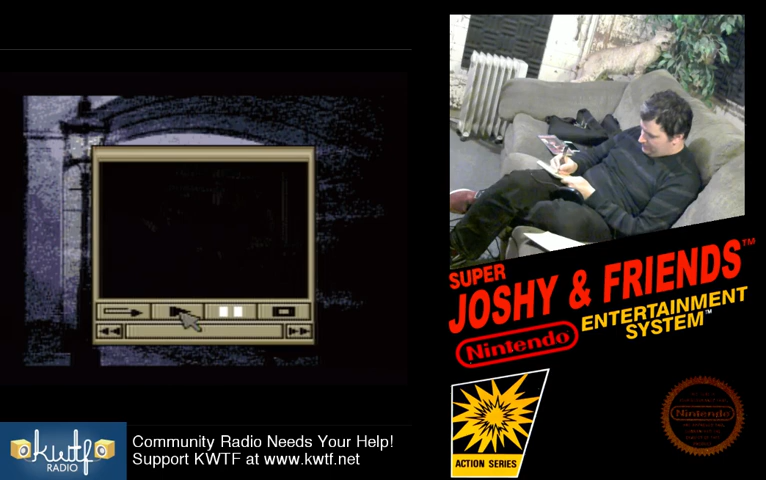 SUPER
JOSHY & FRIENDS™
Nintendo
ENTERTAINMENT
SYSTEM™
ACTION SERIES
Nintendo
kwtf
RADIO
Community Radio Needs Your Help!
Support KWTF at www.kwtf.net